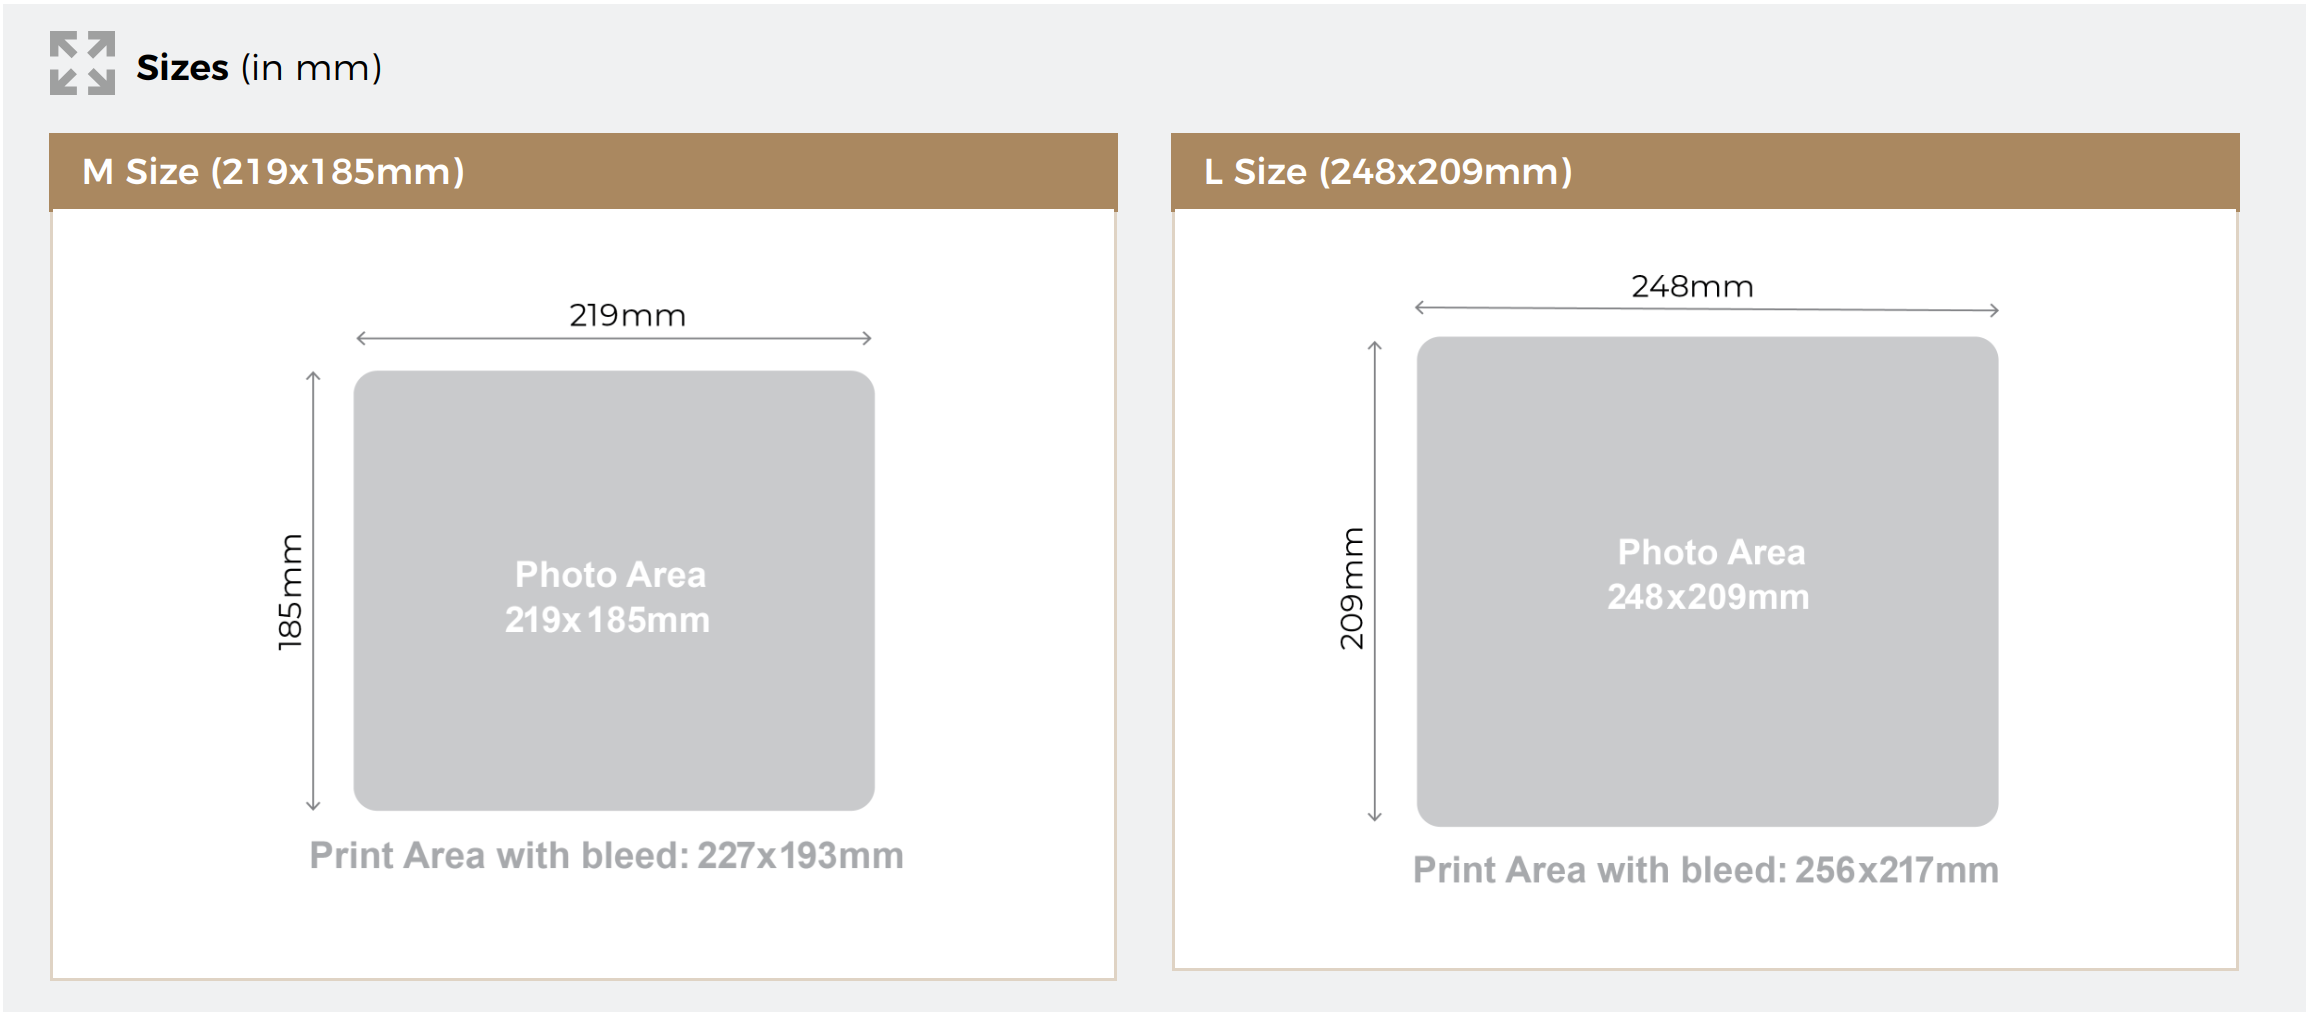 Sizes (in mm)
M Size (219x185mm)
219mm
185mm
Photo Area
219x185mm
Print Area with bleed: 227x193mm
L Size (248x209mm)
248mm
209mm
Photo Area
248x209mm
Print Area with bleed: 256x217mm